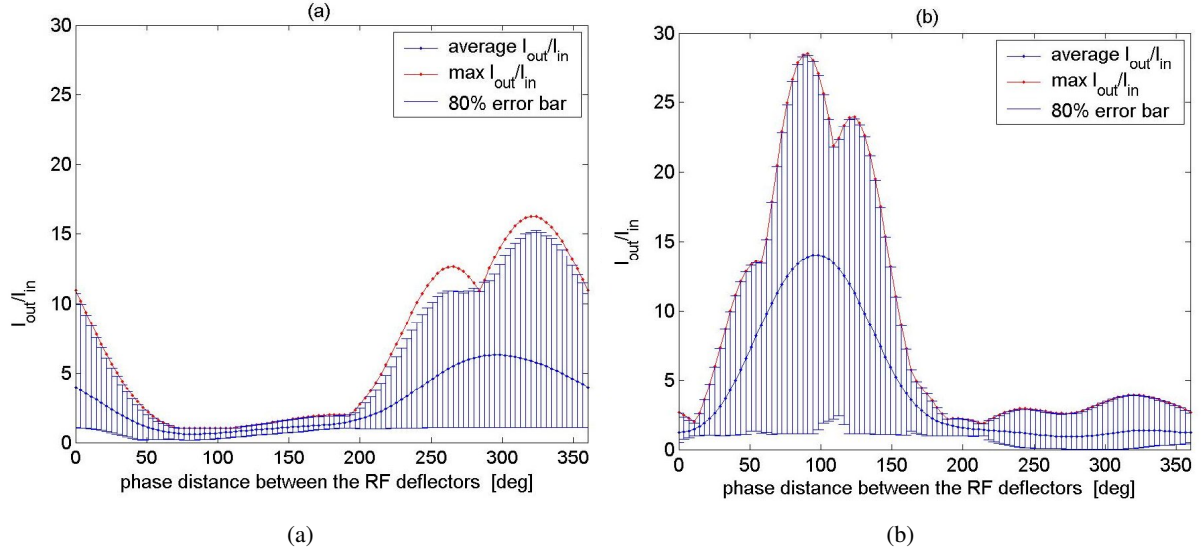 (a)
30
25
20
15
10
5
0
I_out/I_in
average I_out/I_in
max I_out/I_in
80% error bar
0 50 100 150 200 250 300 350
phase distance between the RF deflectors [deg]
(a)
(b)
30
25
20
15
10
5
0
I_out/I_in
average I_out/I_in
max I_out/I_in
80% error bar
0 50 100 150 200 250 300 350
phase distance between the RF deflectors [deg]
(b)